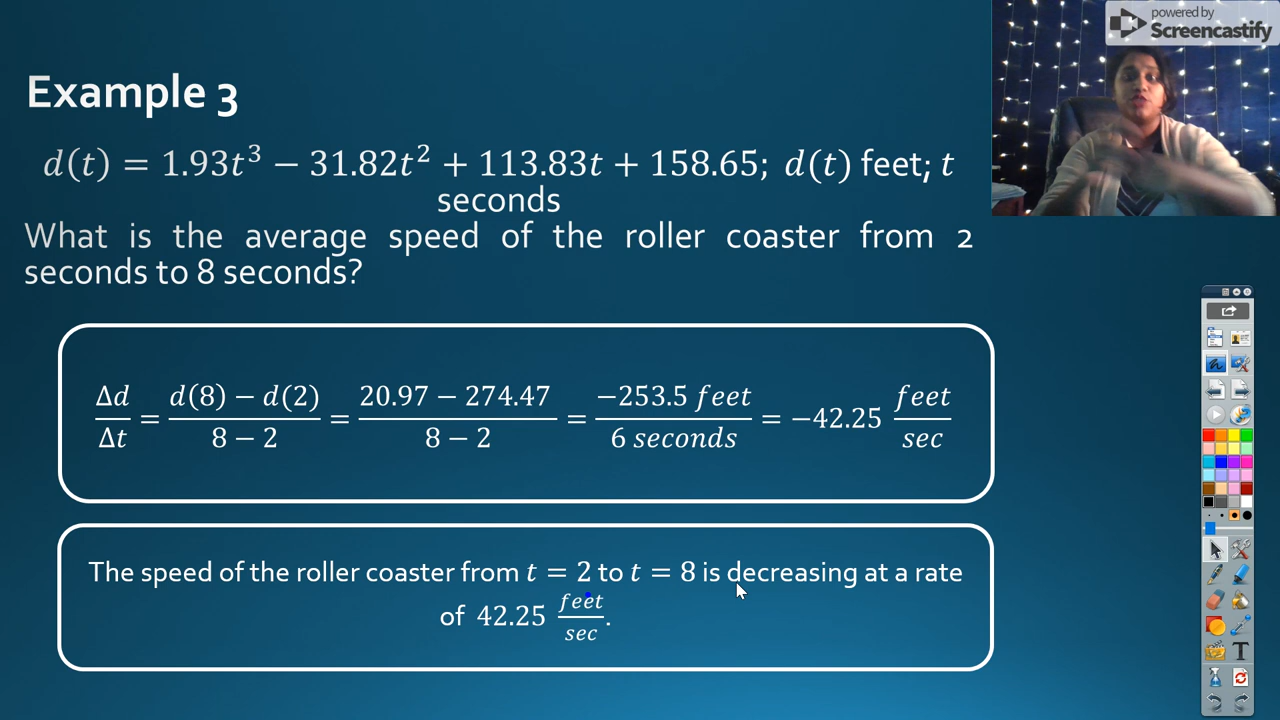 powered by
Screencastify
Example 3
d(t) = 1.93t³ − 31.82t² + 113.83t + 158.65; d(t) feet; t
seconds
What is the average speed of the roller coaster from 2
seconds to 8 seconds?
Δd/Δt = d(8) − d(2)/8 − 2 = 20.97 − 274.47/8 − 2 = −253.5 feet/6 seconds = −42.25 feet/sec
The speed of the roller coaster from t = 2 to t = 8 is decreasing at a rate
of 42.25 feet/sec.
T